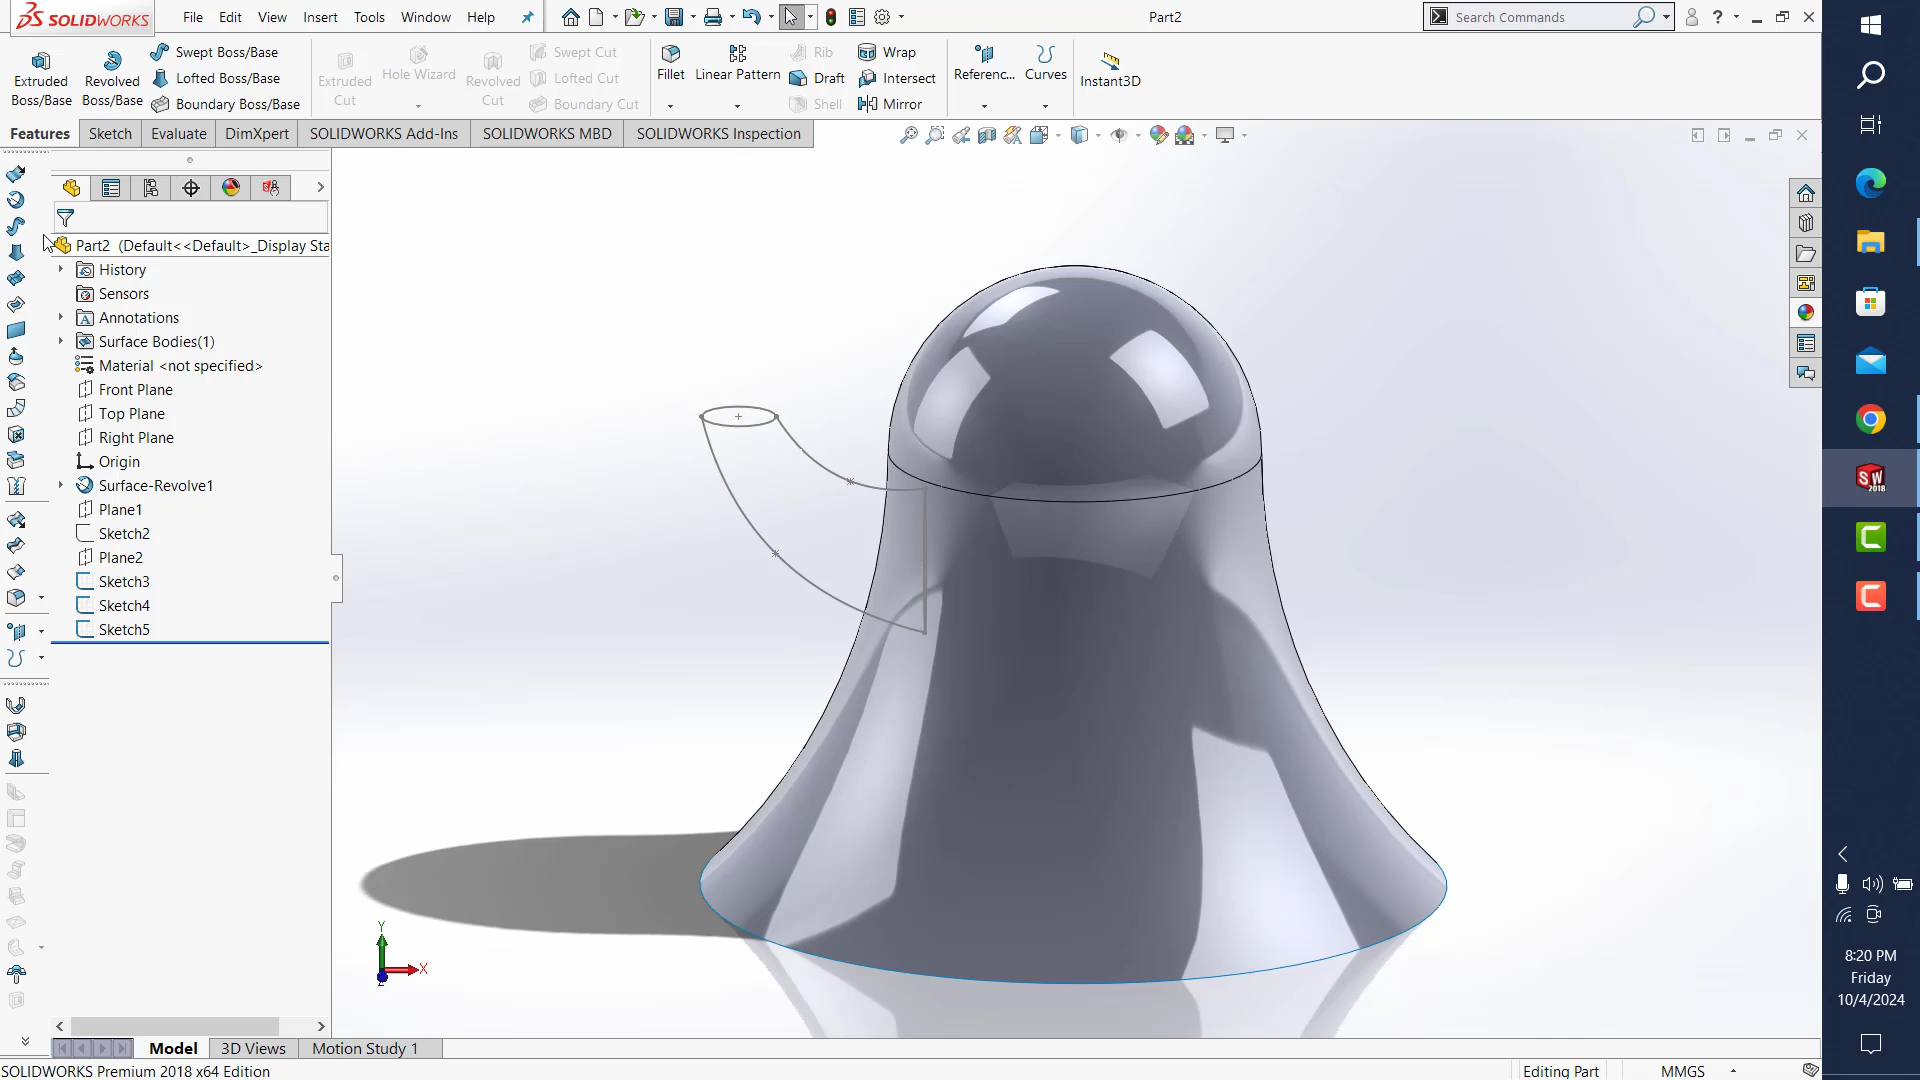 SOLIDWORKS
File Edit View Insert Tools Window Help
Part2
Search Commands
Extruded Boss/Base
Revolved Boss/Base
Swept Boss/Base
Lofted Boss/Base
Boundary Boss/Base
Extruded Cut
Hole Wizard
Revolved Cut
Swept Cut
Lofted Cut
Boundary Cut
Fillet
Linear Pattern
Rib
Draft
Shell
Wrap
Intersect
Mirror
Referenc...
Curves
Instant3D
Features Sketch Evaluate DimXpert SOLIDWORKS Add-Ins SOLIDWORKS MBD SOLIDWORKS Inspection
Part2 (Default<<Default>_Display Sta
History
Sensors
Annotations
Surface Bodies(1)
Material <not specified>
Front Plane
Top Plane
Right Plane
Origin
Surface-Revolve1
Plane1
Sketch2
Plane2
Sketch3
Sketch4
Sketch5
Y
X
Z
Model 3D Views Motion Study 1
SOLIDWORKS Premium 2018 x64 Edition
Editing Part
MMGS
SW
2018
8:20 PM
Friday
10/4/2024